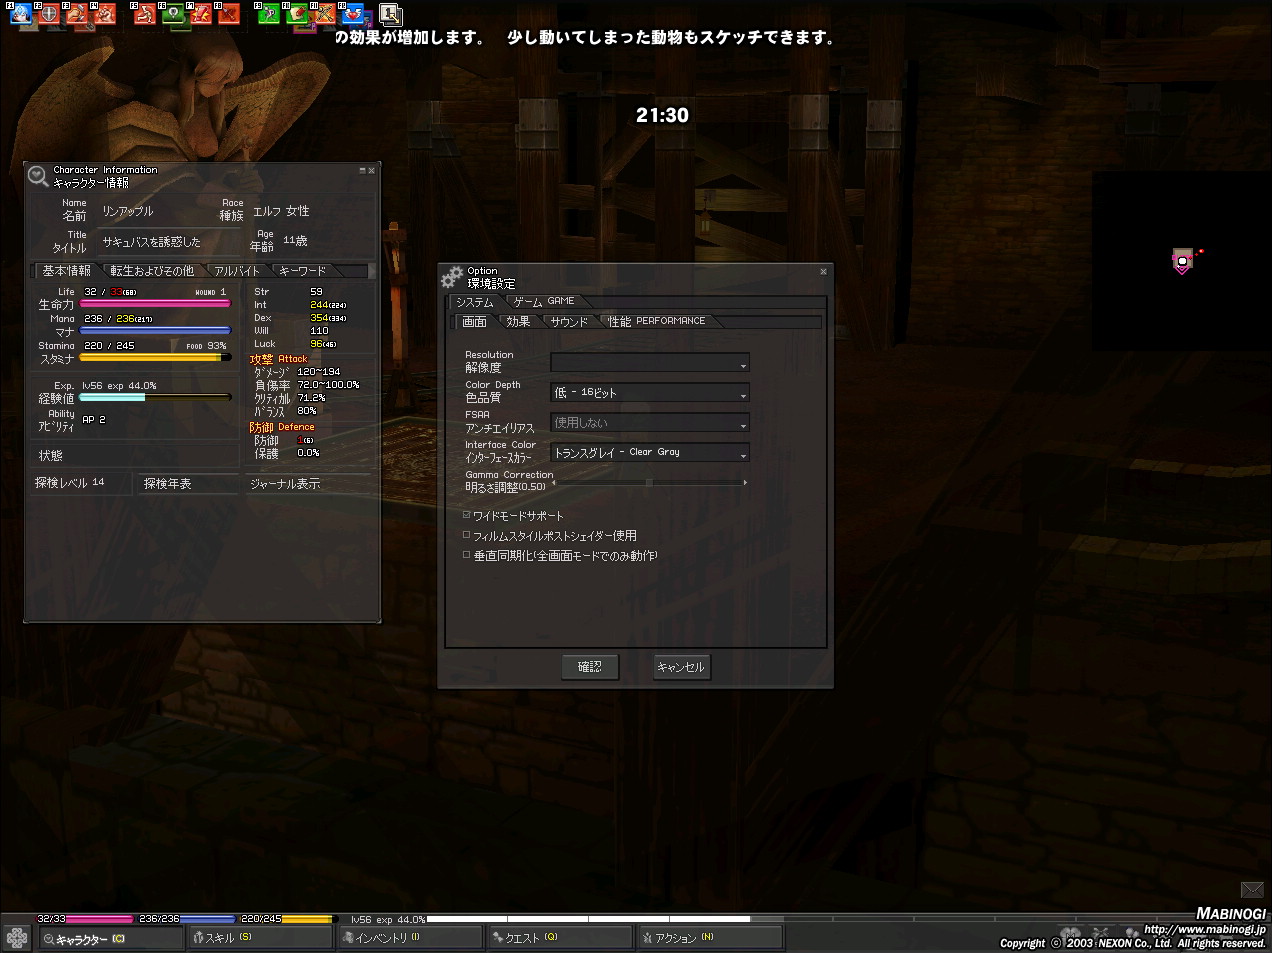 の効果が増加します。 少し動いてしまった動物もスケッチできます。
21:30
Character Information
キャラクター情報
Name
名前
リンアップル
Race
種族
エルフ 女性
Title
タイトル
サキュバスを誘惑した
Age
年齢
11歳
基本情報
転生およびその他
アルバイト
キーワード
Life
生命力
32 / 33(68)
WOUND 1
Mana
マナ
236 / 236(217)
Stamina
スタミナ
220 / 245
FOOD 93%
Exp.
経験値
lv56 exp 44.0%
Ability
アビリティ
AP 2
状態
Str 59
Int 244(224)
Dex 354(334)
Will 110
Luck 96(46)
攻撃 Attack
ダメージ 120~194
負傷率 72.0~100.0%
クリティカル 71.2%
バランス 80%
防御 Defence
防御 1(6)
保護 0.0%
探検レベル 14
探検年表
ジャーナル表示
Option
環境設定
システム
ゲーム GAME
画面
効果
サウンド
性能 PERFORMANCE
Resolution
解像度
Color Depth
色品質
低 - 16ビット
FSAA
アンチエイリアス
使用しない
Interface Color
インターフェースカラー
トランスグレイ - Clear Gray
Gamma Correction
明るさ調整(0.50)
ワイドモードサポート
フィルムスタイルポストシェイダー使用
垂直同期化(全画面モードでのみ動作)
確認
キャンセル
32/33
236/236
220/245
lv56 exp 44.0%
キャラクター (C)
スキル (S)
インベントリ (I)
クエスト (Q)
アクション (N)
MABINOGI
http://www.mabinogi.jp
Copyright © 2003 NEXON Co., Ltd. All rights reserved.